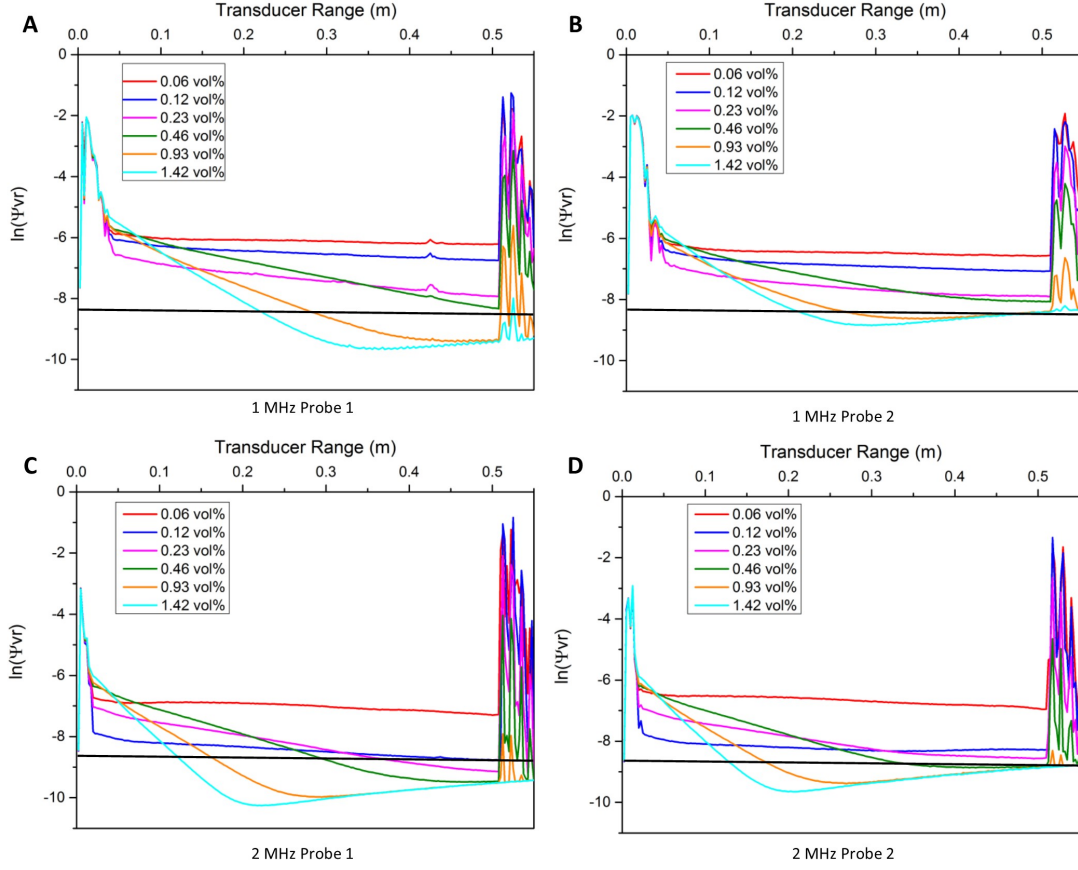 A
Transducer Range (m)
0.0 0.1 0.2 0.3 0.4 0.5
0
-2
-4
-6
-8
-10
ln(Ψvr)
0.06 vol%
0.12 vol%
0.23 vol%
0.46 vol%
0.93 vol%
1.42 vol%
1 MHz Probe 1
B
Transducer Range (m)
0.0 0.1 0.2 0.3 0.4 0.5
0
-2
-4
-6
-8
-10
ln(Ψvr)
0.06 vol%
0.12 vol%
0.23 vol%
0.46 vol%
0.93 vol%
1.42 vol%
1 MHz Probe 2
C
Transducer Range (m)
0.0 0.1 0.2 0.3 0.4 0.5
0
-2
-4
-6
-8
-10
ln(Ψvr)
0.06 vol%
0.12 vol%
0.23 vol%
0.46 vol%
0.93 vol%
1.42 vol%
2 MHz Probe 1
D
Transducer Range (m)
0.0 0.1 0.2 0.3 0.4 0.5
0
-2
-4
-6
-8
-10
ln(Ψvr)
0.06 vol%
0.12 vol%
0.23 vol%
0.46 vol%
0.93 vol%
1.42 vol%
2 MHz Probe 2